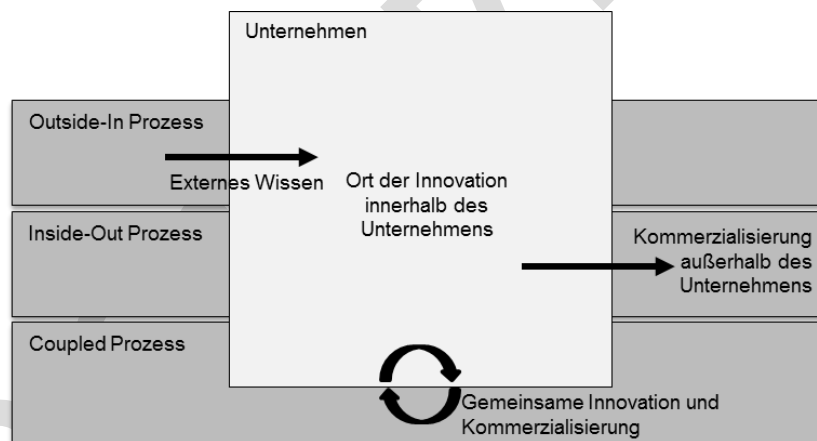 Unternehmen
Outside-In Prozess
Externes Wissen
Ort der Innovation
innerhalb des
Unternehmens
Inside-Out Prozess
Kommerzialisierung
außerhalb des
Unternehmens
Coupled Prozess
Gemeinsame Innovation und
Kommerzialisierung